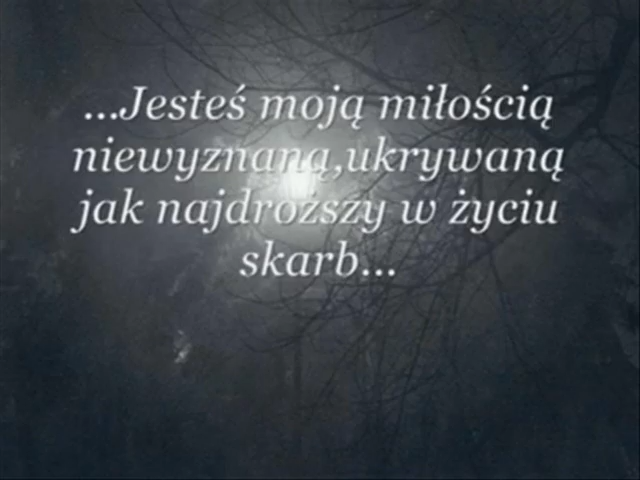 ...Jesteś moją miłością
niewyznaną,ukrywaną
jak najdroższy w życiu
skarb...